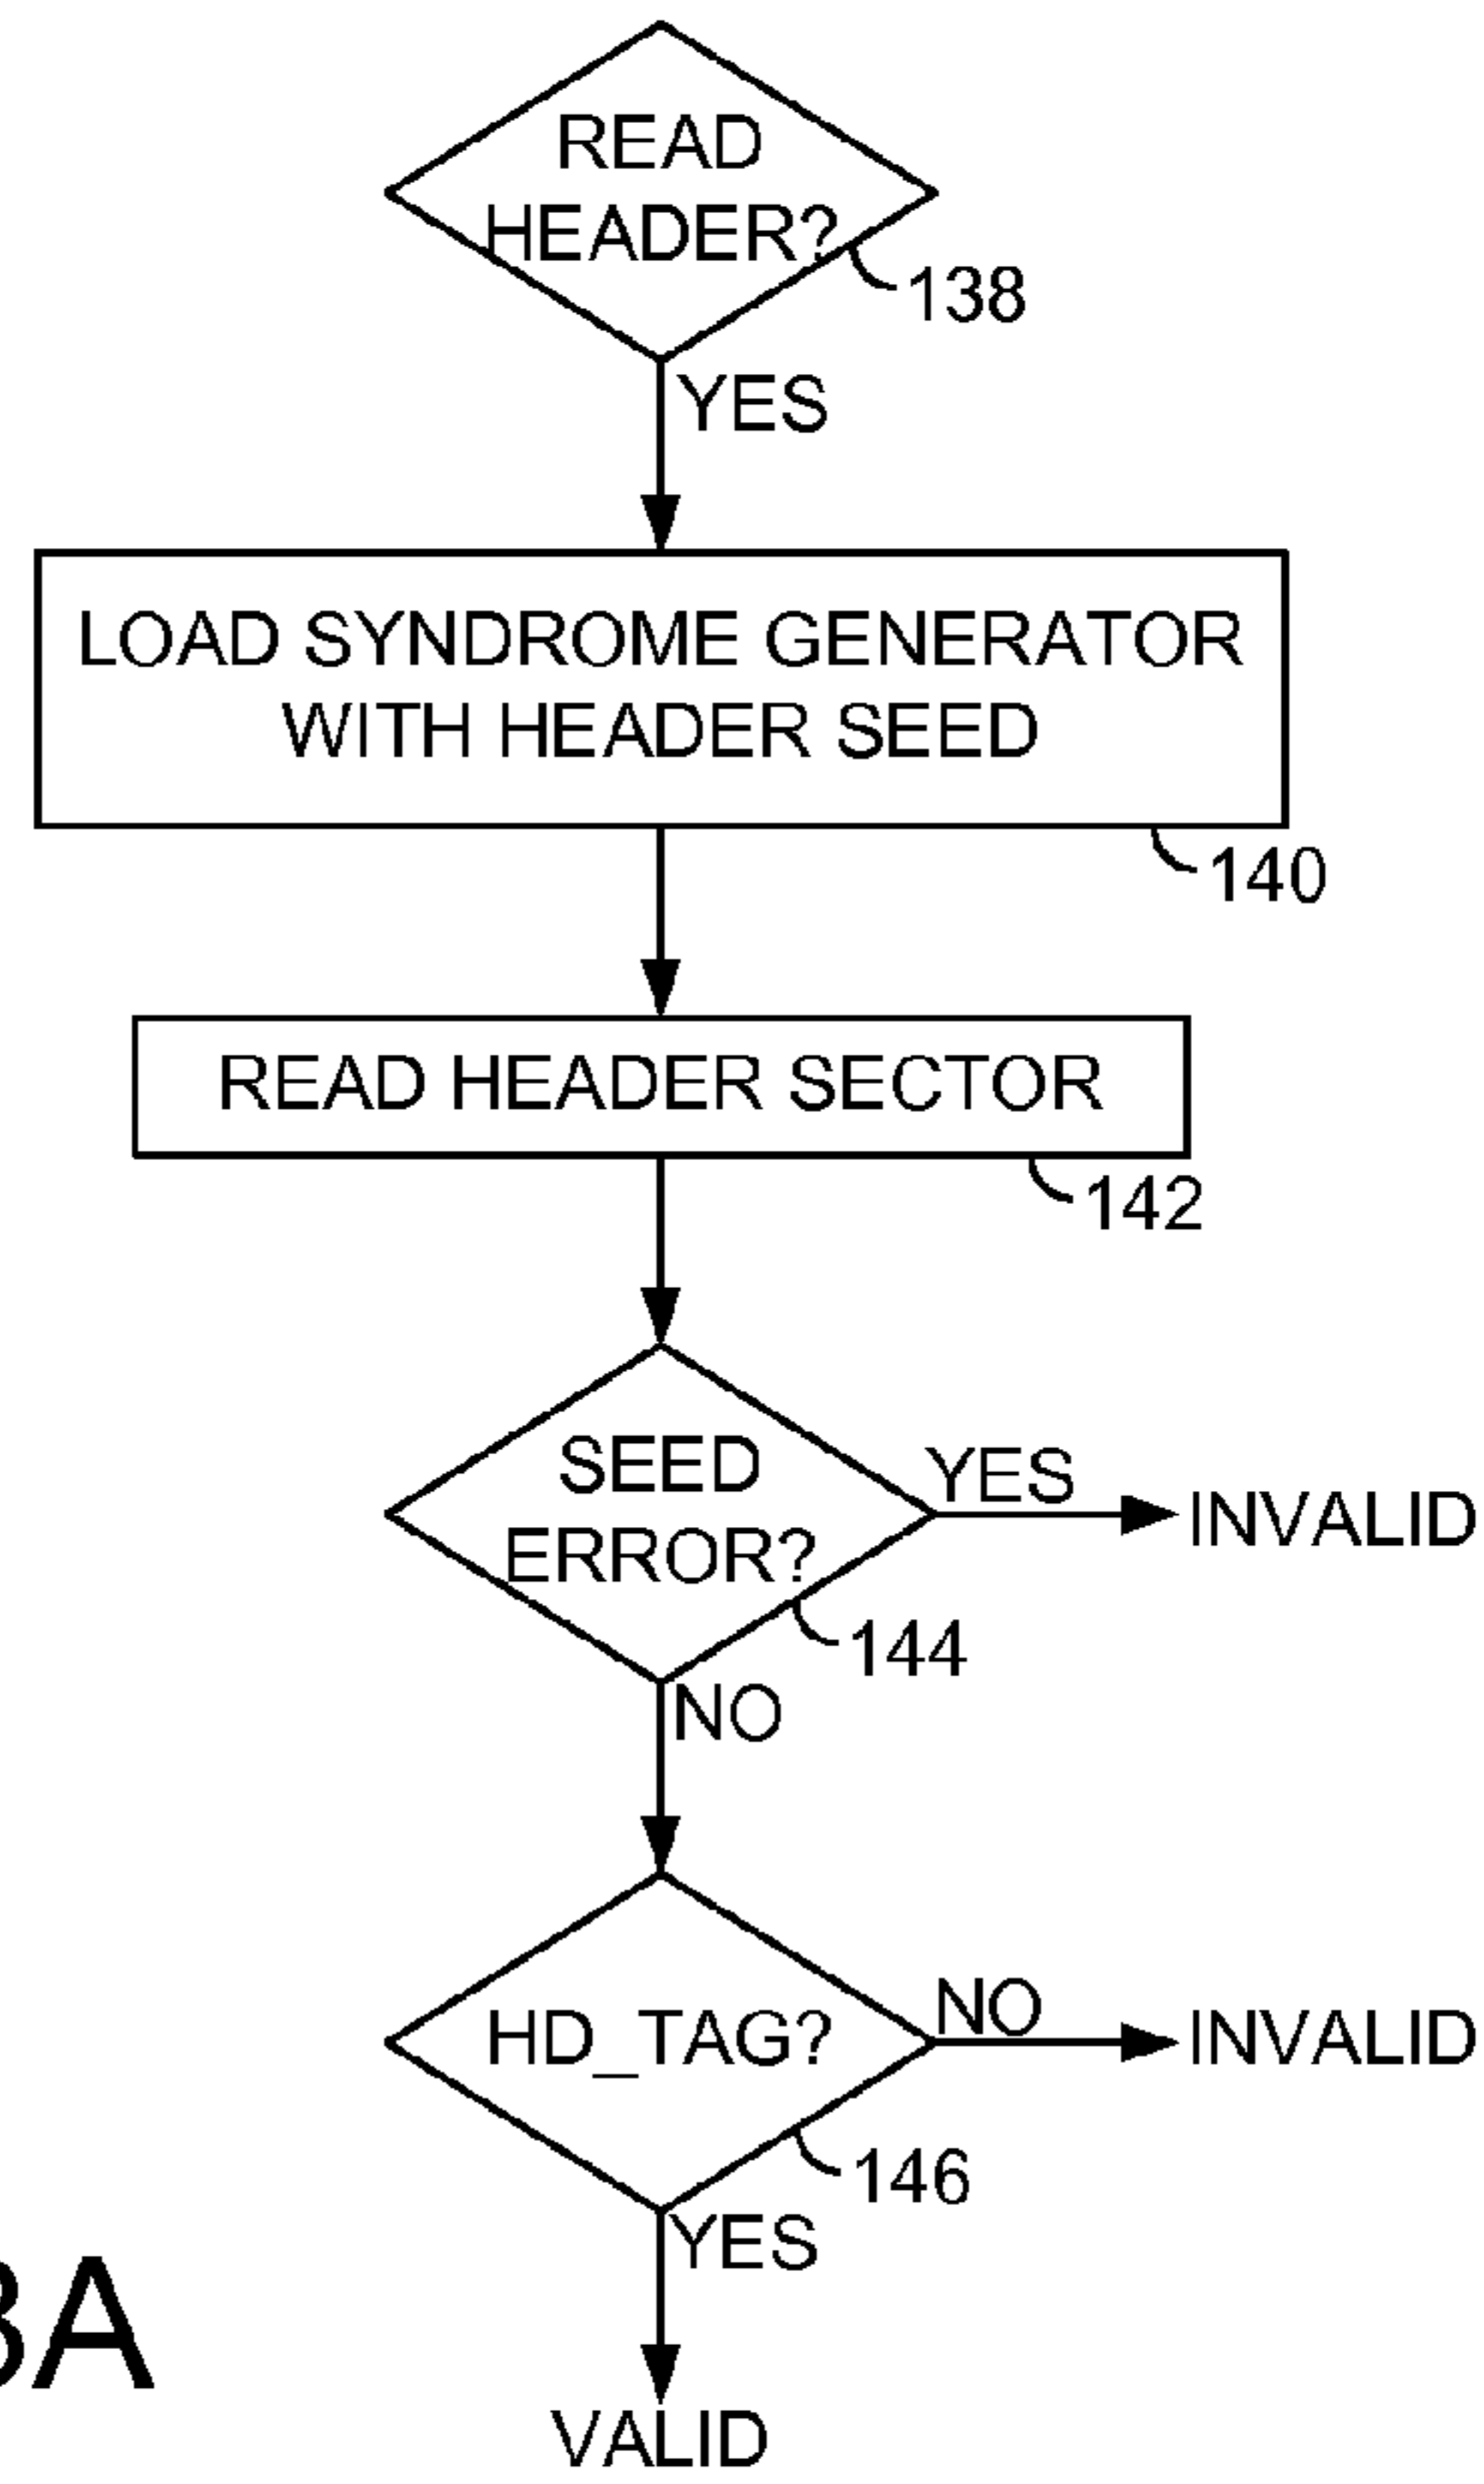 READ
HEADER?
138
YES
LOAD SYNDROME GENERATOR
WITH HEADER SEED
140
READ HEADER SECTOR
142
SEED
ERROR?
YES
INVALID
144
NO
HD_TAG?
NO
INVALID
146
YES
VALID